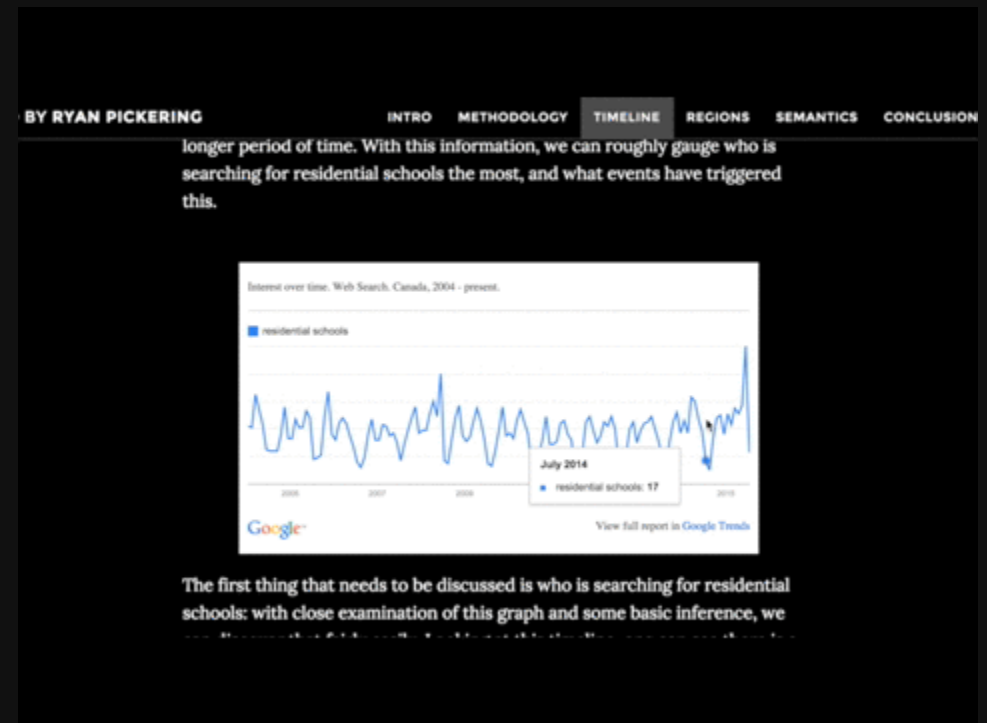 BY RYAN PICKERING
INTRO METHODOLOGY TIMELINE REGIONS SEMANTICS CONCLUSION
longer period of time. With this information, we can roughly gauge who is
searching for residential schools the most, and what events have triggered
this.
Interest over time. Web Search. Canada, 2004 - present.
residential schools
July 2014
residential schools: 17
2005 2007 2009 2015
Google
View full report in Google Trends
The first thing that needs to be discussed is who is searching for residential
schools: with close examination of this graph and some basic inference, we